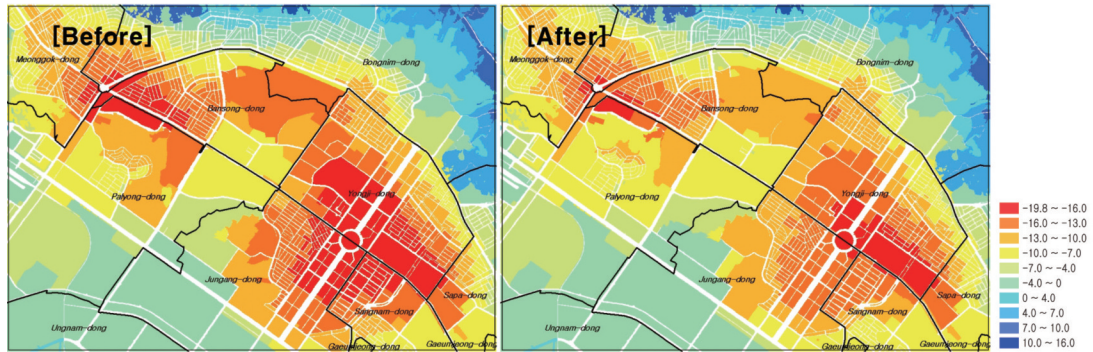 [Before]
Meonggok-dong
Bongnim-dong
Bansong-dong
Palyong-dong
Yongji-dong
Jungang-dong
Sapa-dong
Sangnam-dong
Ungnam-dong
Gaeumjeong-dong
[After]
Meonggok-dong
Bongnim-dong
Bansong-dong
Palyong-dong
Yongji-dong
Jungang-dong
Sapa-dong
Sangnam-dong
Ungnam-dong
Gaeumjeong-dong
-19.8 ~ -16.0
-16.0 ~ -13.0
-13.0 ~ -10.0
-10.0 ~ -7.0
-7.0 ~ -4.0
-4.0 ~ 0
0 ~ 4.0
4.0 ~ 7.0
7.0 ~ 10.0
10.0 ~ 16.0